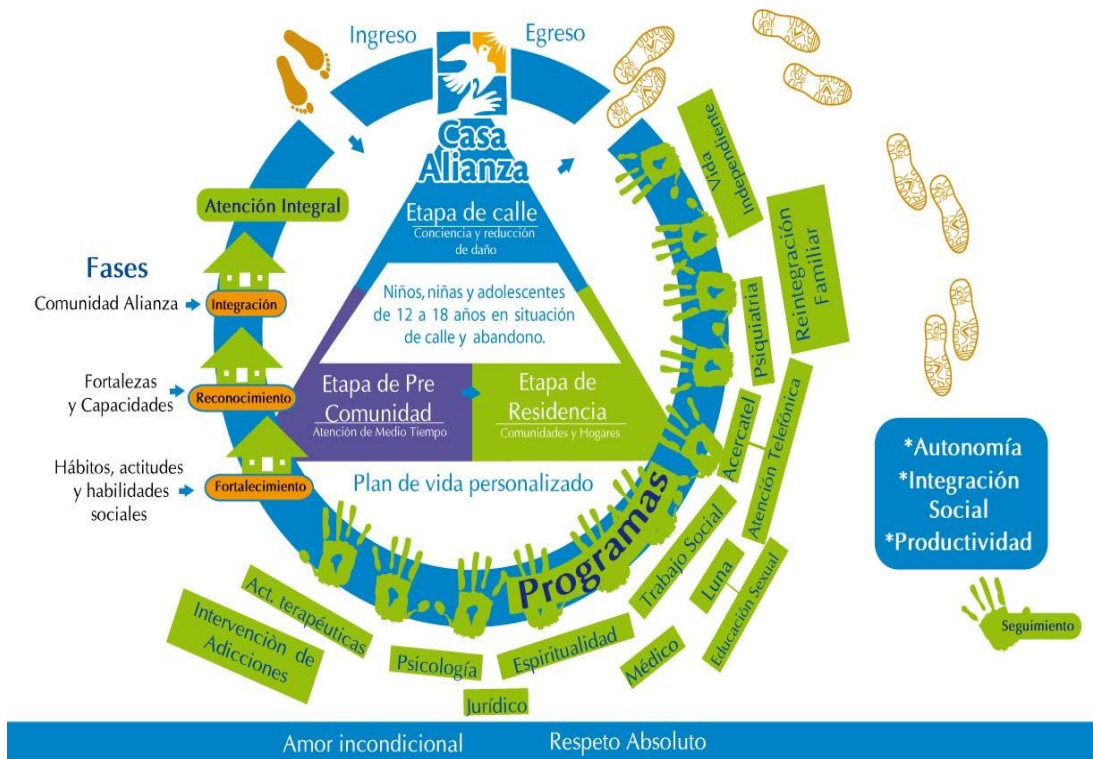 Ingreso
Egreso
Casa
Alianza
Etapa de calle
Conciencia y reducción
de daño
Niños, niñas y adolescentes
de 12 a 18 años en situación
de calle y abandono.
Etapa de Pre
Comunidad
Atención de Medio Tiempo
Etapa de
Residencia
Comunidades y Hogares
Plan de vida personalizado
Atención Integral
Fases
Comunidad Alianza
Integración
Fortalezas
y Capacidades
Reconocimiento
Hábitos, actitudes
y habilidades
sociales
Fortalecimiento
Programas
Act. terapéuticas
Intervenciòn de
Adicciones
Psicología
Jurídico
Espiritualidad
Médico
Trabajo Social
Luna
Educación Sexual
Acercatel
Atención Telefónica
Psiquiatria
Reintegración
Familiar
Vida
Independiente
*Autonomía
*Integración
Social
*Productividad
Seguimiento
Amor incondicional
Respeto Absoluto